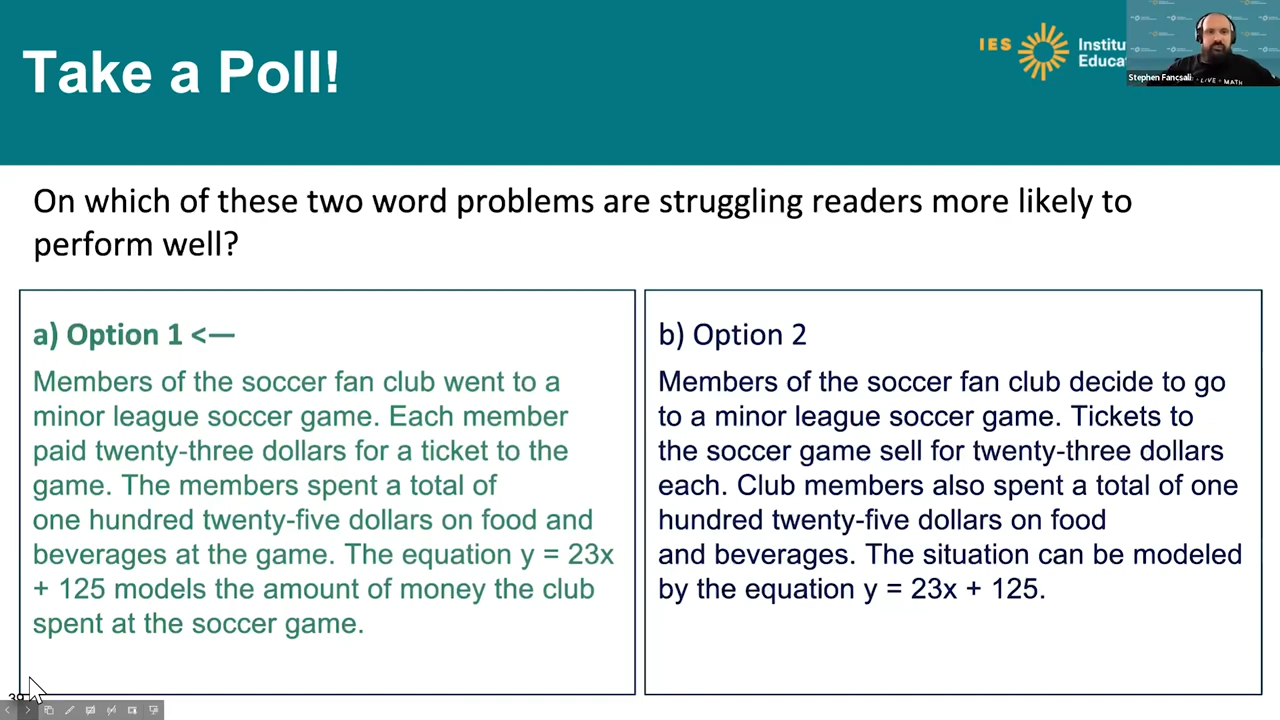 Take a Poll!
IES
Institu
Educat
Stephen Fancsali
LIVE - MATH
On which of these two word problems are struggling readers more likely to
perform well?
a) Option 1 <—
Members of the soccer fan club went to a
minor league soccer game. Each member
paid twenty-three dollars for a ticket to the
game. The members spent a total of
one hundred twenty-five dollars on food and
beverages at the game. The equation y = 23x
+ 125 models the amount of money the club
spent at the soccer game.
b) Option 2
Members of the soccer fan club decide to go
to a minor league soccer game. Tickets to
the soccer game sell for twenty-three dollars
each. Club members also spent a total of one
hundred twenty-five dollars on food
and beverages. The situation can be modeled
by the equation y = 23x + 125.
39